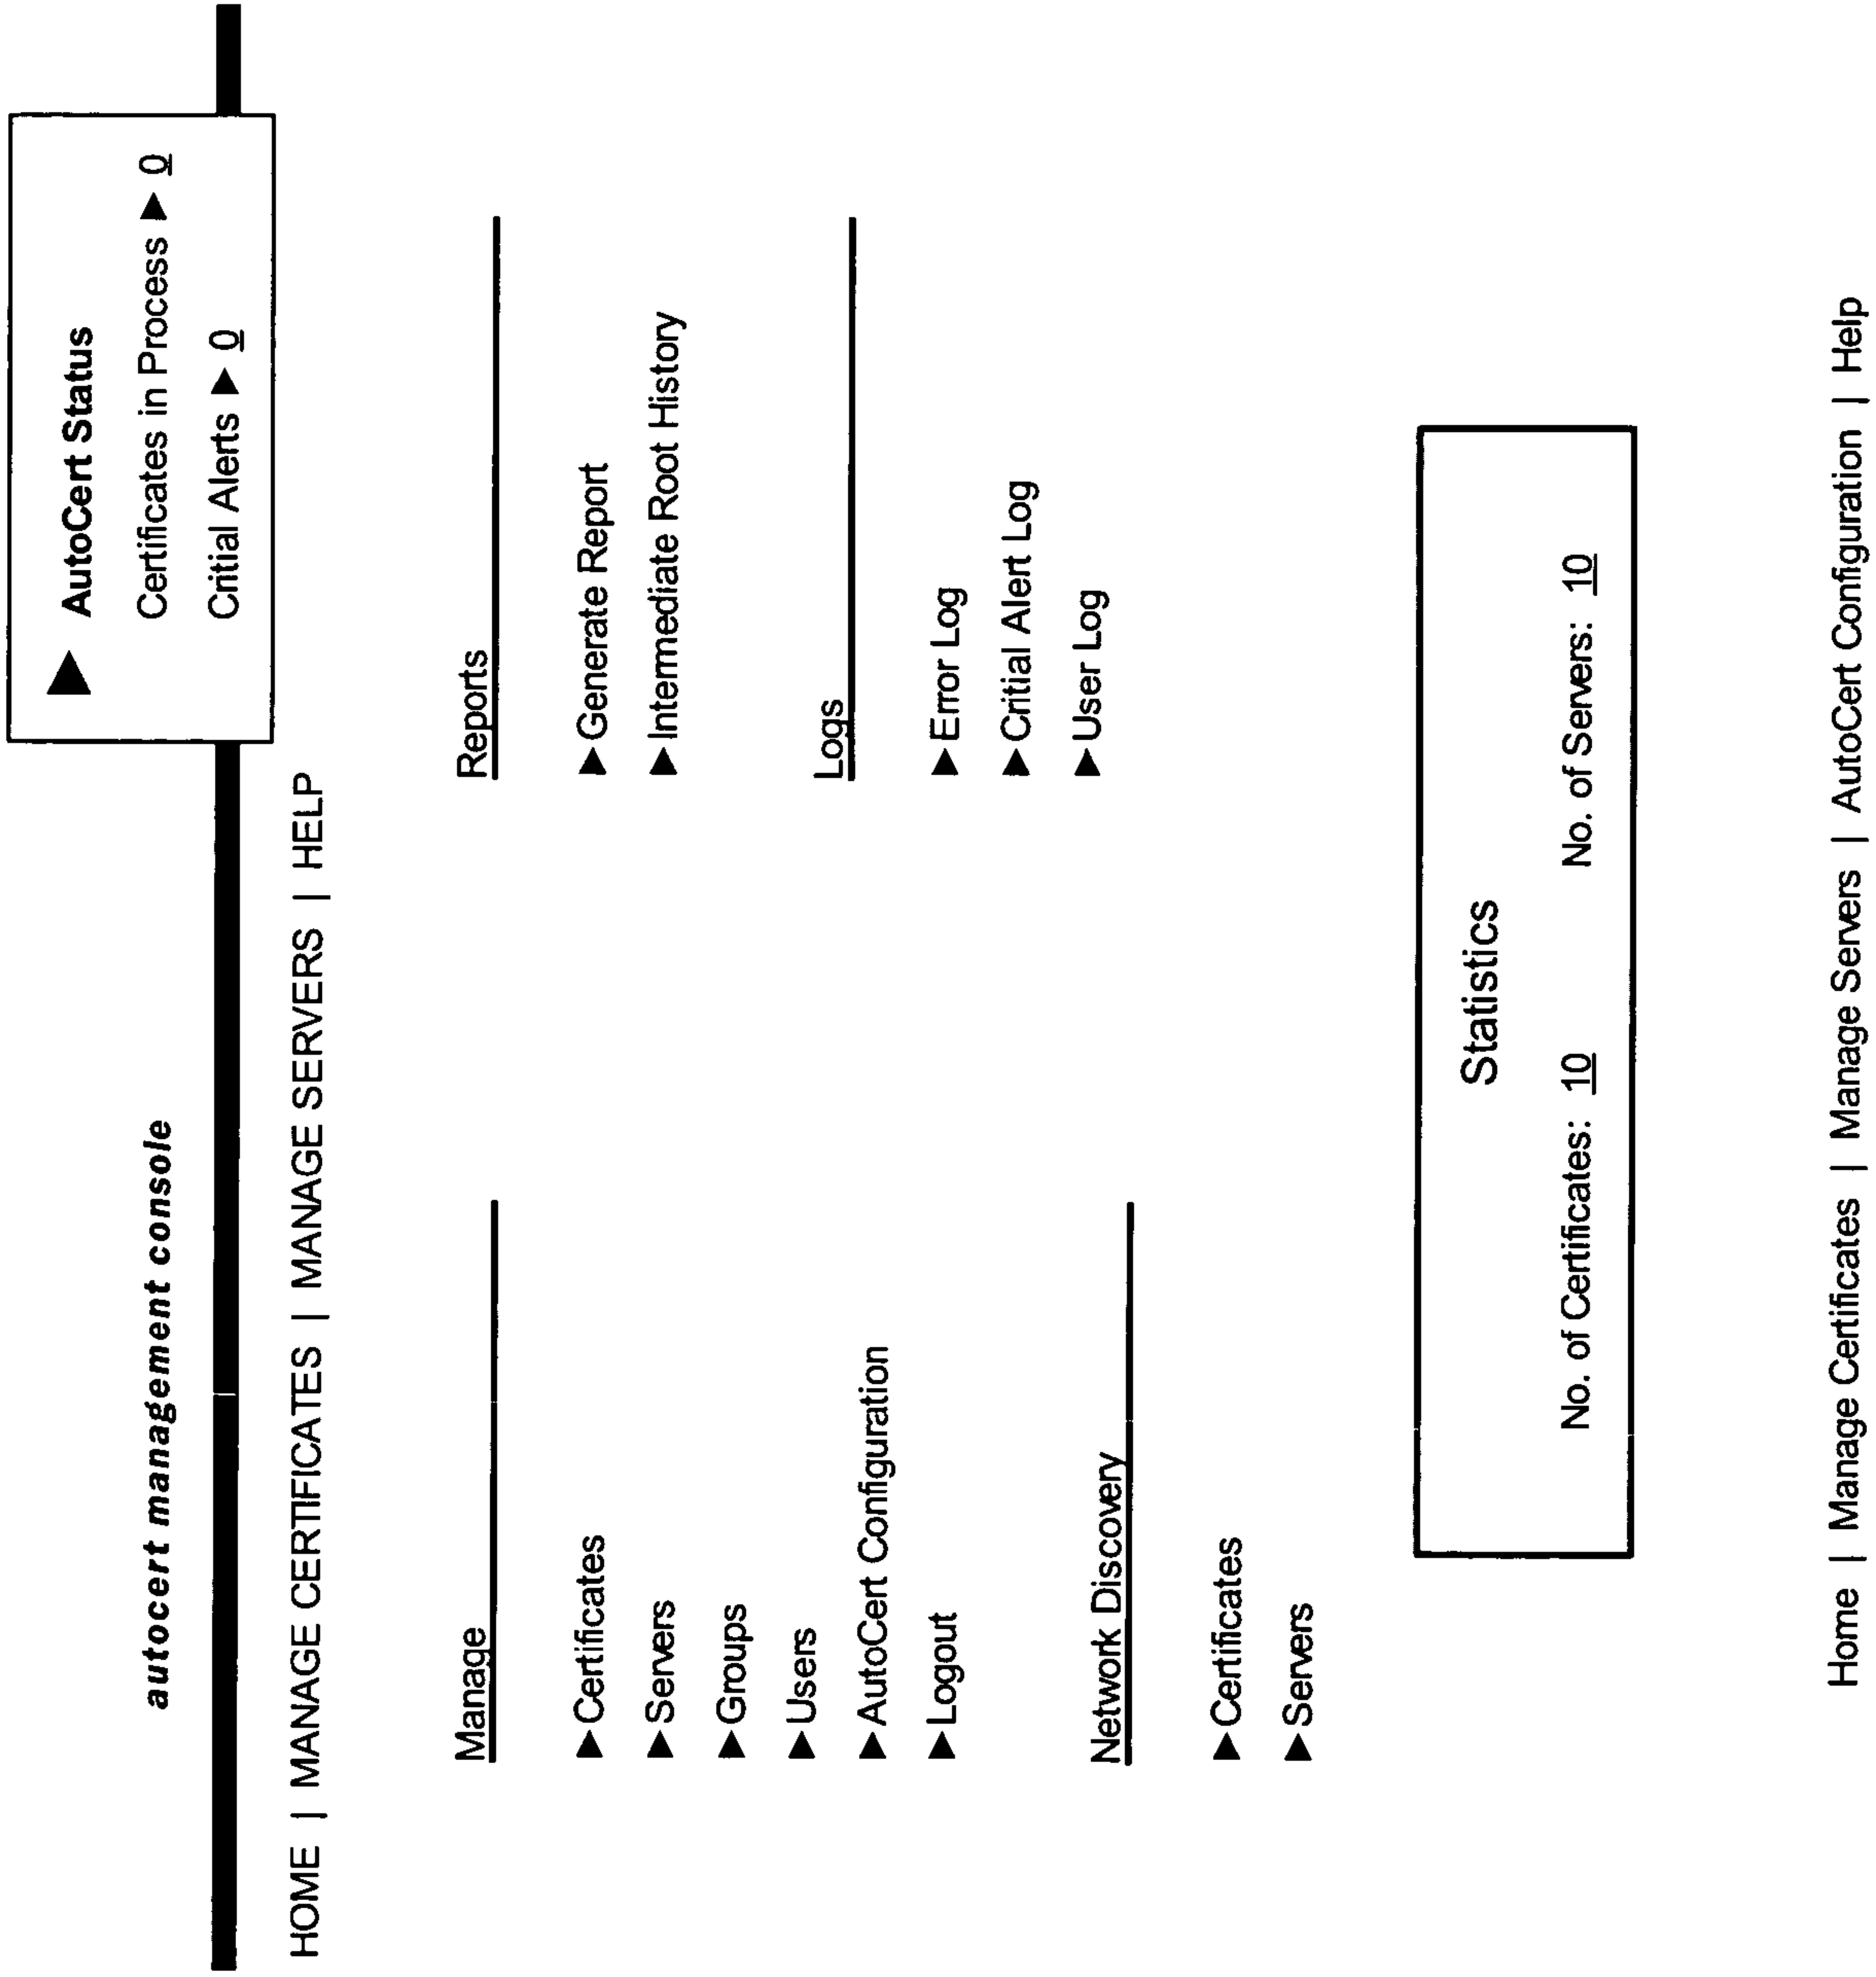 autocert management console
AutoCert Status
Certificates in Process ▶ 0
Critial Alerts ▶ 0
HOME | MANAGE CERTIFICATES | MANAGE SERVERS | HELP
Manage
▶Certificates
▶Servers
▶Groups
▶Users
▶AutoCert Configuration
▶Logout
Network Discovery
▶Certificates
▶Servers
Reports
▶Generate Report
▶Intermediate Root History
Logs
▶Error Log
▶Critial Alert Log
▶User Log
Statistics
No. of Certificates: 10 No. of Servers: 10
Home | Manage Certificates | Manage Servers | AutoCert Configuration | Help